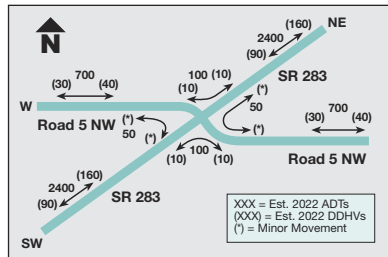 N
NE
(160)
2400
(90)
700
(30) (40)
100
(10) (10)
(*)
50
(*)
700
(30) (40)
W
Road 5 NW
(*)
50
(*)
SR 283
100
(10) (10)
Road 5 NW
(160)
2400
(90)
SR 283
SW
XXX = Est. 2022 ADTs
(XXX) = Est. 2022 DDHVs
(*) = Minor Movement